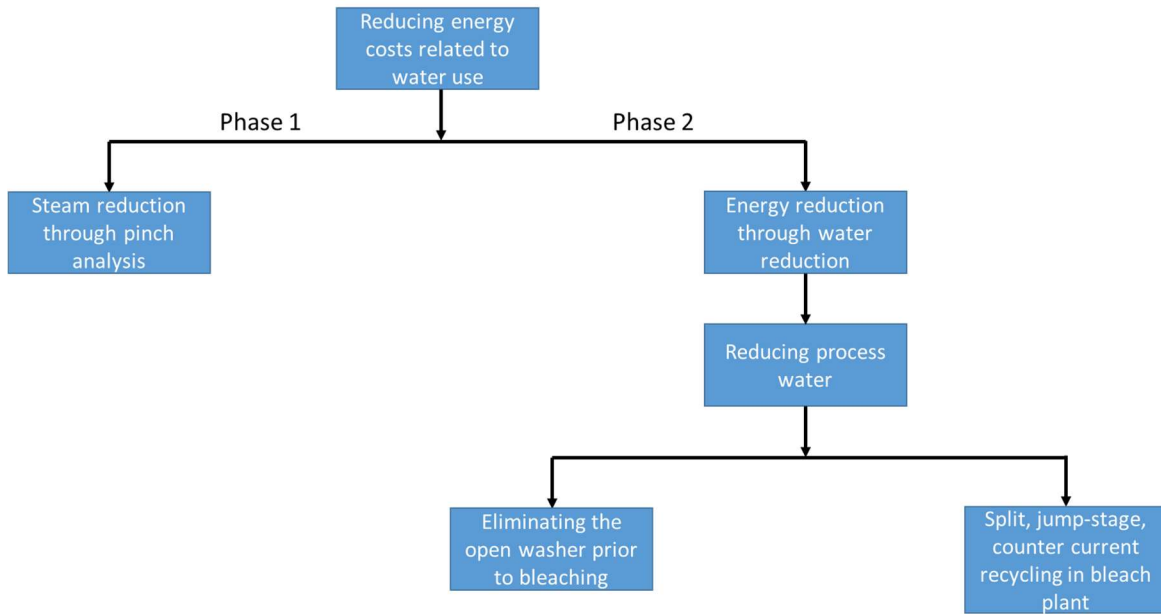 Reducing energy
costs related to
water use
Phase 1
Phase 2
Steam reduction
through pinch
analysis
Energy reduction
through water
reduction
Reducing process
water
Eliminating the
open washer prior
to bleaching
Split, jump-stage,
counter current
recycling in bleach
plant